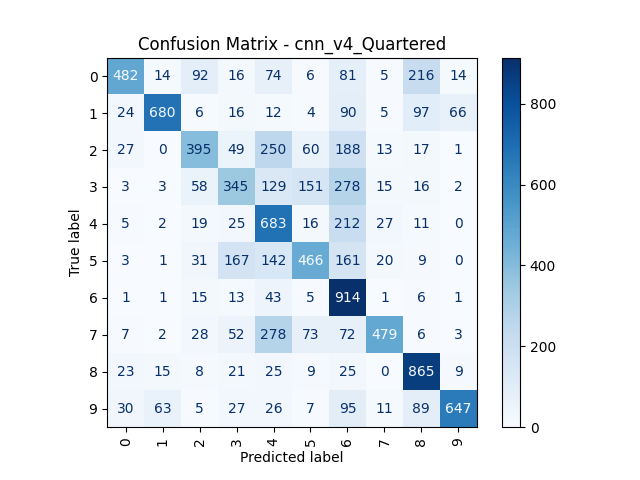 Confusion Matrix - cnn_v4_Quartered
0 482 14 92 16 74 6 81 5 216 14
1 24 680 6 16 12 4 90 5 97 66
2 27 0 395 49 250 60 188 13 17 1
3 3 3 58 345 129 151 278 15 16 2
4 5 2 19 25 683 16 212 27 11 0
5 3 1 31 167 142 466 161 20 9 0
6 1 1 15 13 43 5 914 1 6 1
7 7 2 28 52 278 73 72 479 6 3
8 23 15 8 21 25 9 25 0 865 9
9 30 63 5 27 26 7 95 11 89 647
0 1 2 3 4 5 6 7 8 9
Predicted label
True label
800
600
400
200
0